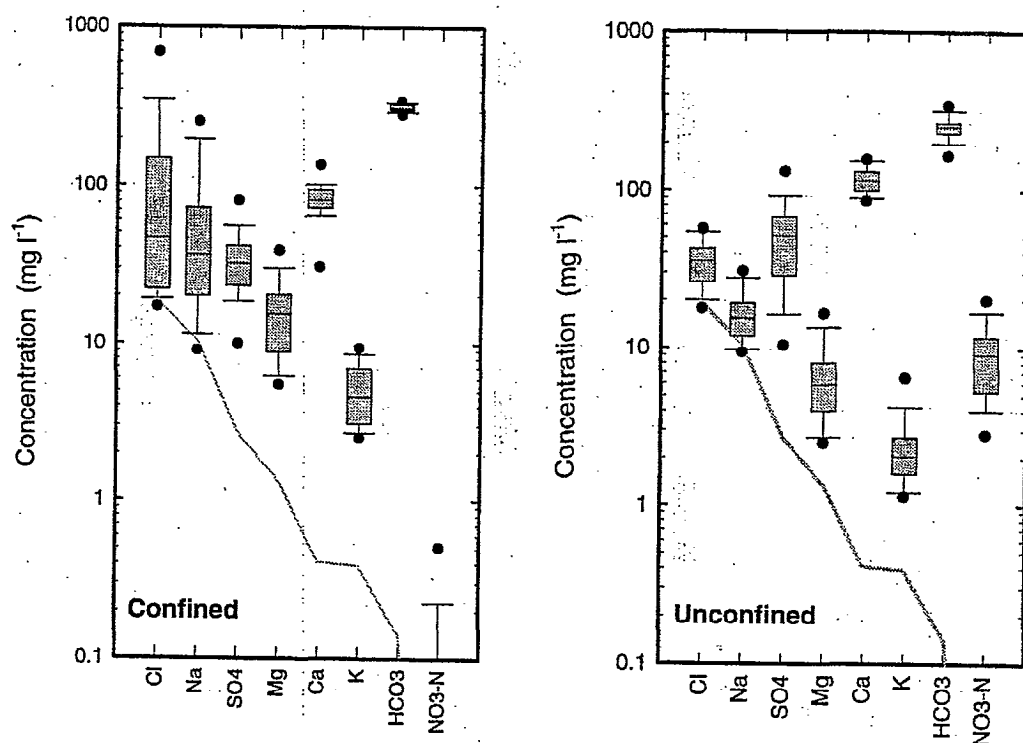 1000
100
10
1
0.1
Concentration (mg l⁻¹)
Confined
Cl
Na
SO4
Mg
Ca
K
HCO3
NO3-N
1000
100
10
1
0.1
Concentration (mg l⁻¹)
Unconfined
Cl
Na
SO4
Mg
Ca
K
HCO3
NO3-N